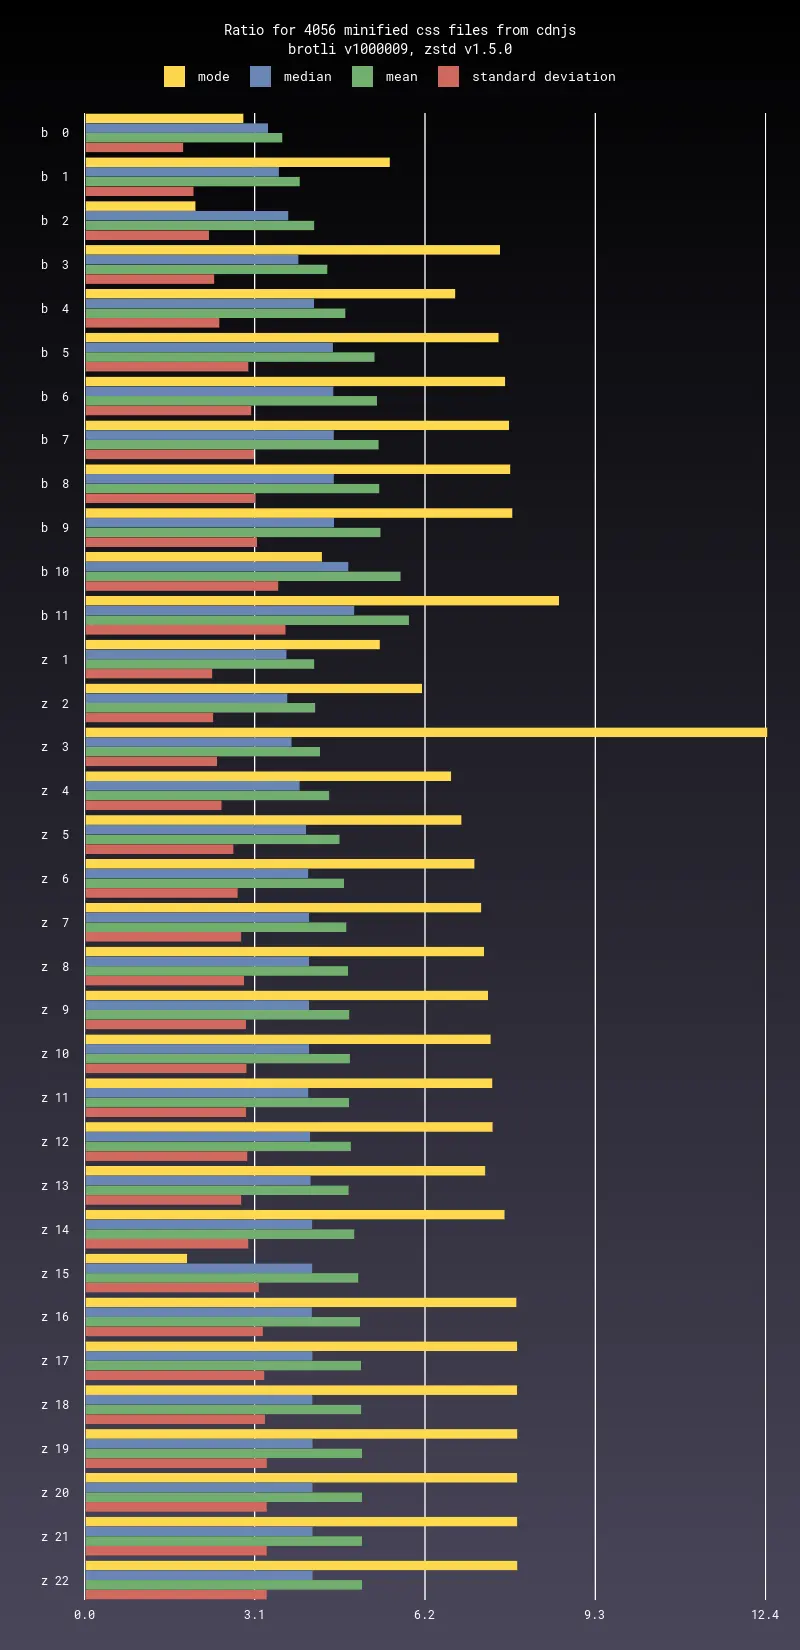 Ratio for 4056 minified css files from cdnjs
brotli v1000009, zstd v1.5.0
mode median mean standard deviation
b 0
b 1
b 2
b 3
b 4
b 5
b 6
b 7
b 8
b 9
b 10
b 11
z 1
z 2
z 3
z 4
z 5
z 6
z 7
z 8
z 9
z 10
z 11
z 12
z 13
z 14
z 15
z 16
z 17
z 18
z 19
z 20
z 21
z 22
0.0 3.1 6.2 9.3 12.4